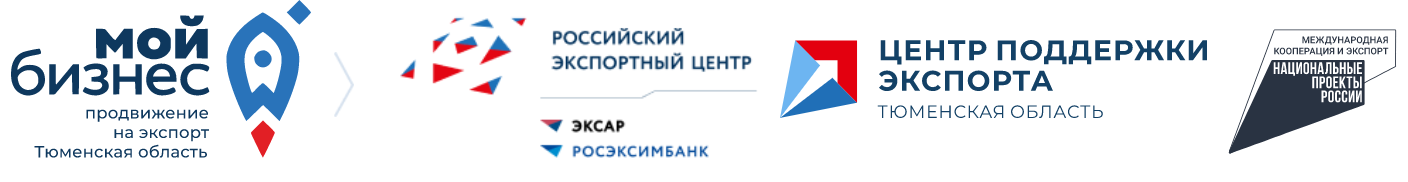 мой
бизнес
продвижение
на экспорт
Тюменская область
РОССИЙСКИЙ
ЭКСПОРТНЫЙ ЦЕНТР
ЭКСАР
РОСЭКСИМБАНК
ЦЕНТР ПОДДЕРЖКИ
ЭКСПОРТА
ТЮМЕНСКАЯ ОБЛАСТЬ
МЕЖДУНАРОДНАЯ
КООПЕРАЦИЯ И ЭКСПОРТ
НАЦИОНАЛЬНЫЕ
ПРОЕКТЫ
РОССИИ